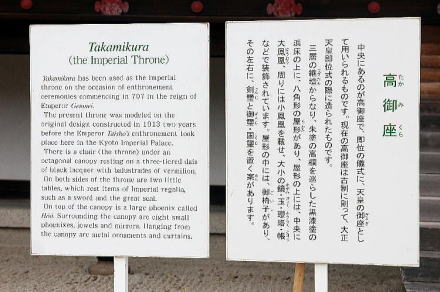 Takamikura
(the Imperial Throne)
Takamikura has been used as the imperial
throne on the occasion of enthronement
ceremonies commencing in 707 in the reign of
Emperor Genmei.
The present throne was modeled on the
original design constructed in 1913 two years
before the Emperor Taisho's enthronement took
place here in the Kyoto Imperial Palace.
There is a chair (the throne) under an
octagonal canopy resting on a three-tiered dais
of black lacquer with balustrades of vermilion.
On both sides of the throne are two little
tables, which rest items of Imperial regalia,
such as a sword and the great seal.
On top of the canopy is a large phoenix called
Hoo. Surrounding the canopy are eight small
phoenixes, jewels and mirrors. Hanging from
the canopy are metal ornaments and curtains.
高御座
たかみくら
中央にあるのが高御座で、即位の儀式に、天皇の御座とし
て用いられるものです。現在の高御座は古制に則って、大正
天皇即位式の際に造られたものです。
三層の継壇からなり、朱塗の高欄を巡らした黒漆塗の
浜床の上に、八角形の屋形があり、屋形の上には、中央に
大鳳凰、周りには小鳳凰を載せ、大小の鏡・玉・瓔珞・帳
などで装飾されています。屋形の中には、御椅子があり、
その左右に、剣璽と御璽・国璽を置く案があります。